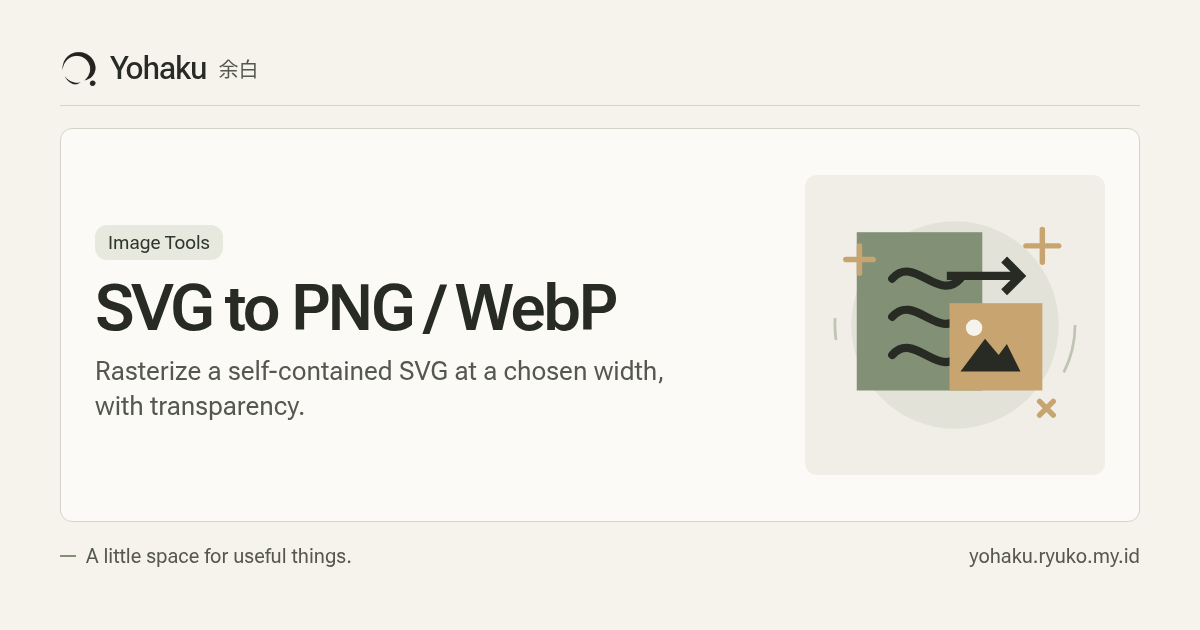 Yohaku 余白
Image Tools
SVG to PNG / WebP
Rasterize a self-contained SVG at a chosen width,
with transparency.
— A little space for useful things.
yohaku.ryuko.my.id